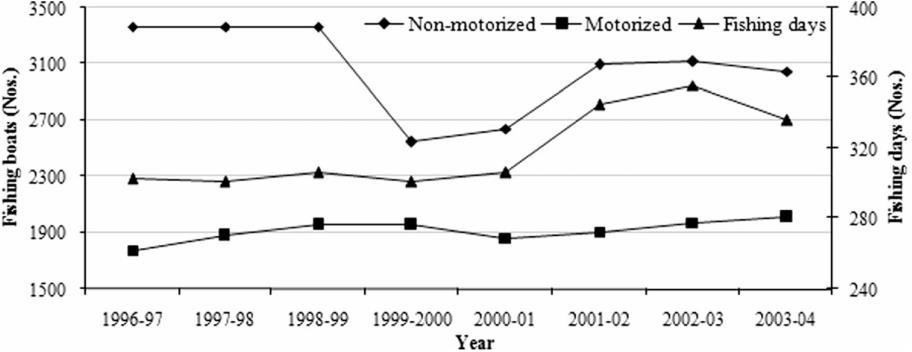 Non-motorized Motorized Fishing days
Fishing boats (Nos.)
3500
3100
2700
2300
1900
1500
400
360
320
280
240
Fishing days (Nos.)
1996-97 1997-98 1998-99 1999-2000 2000-01 2001-02 2002-03 2003-04
Year